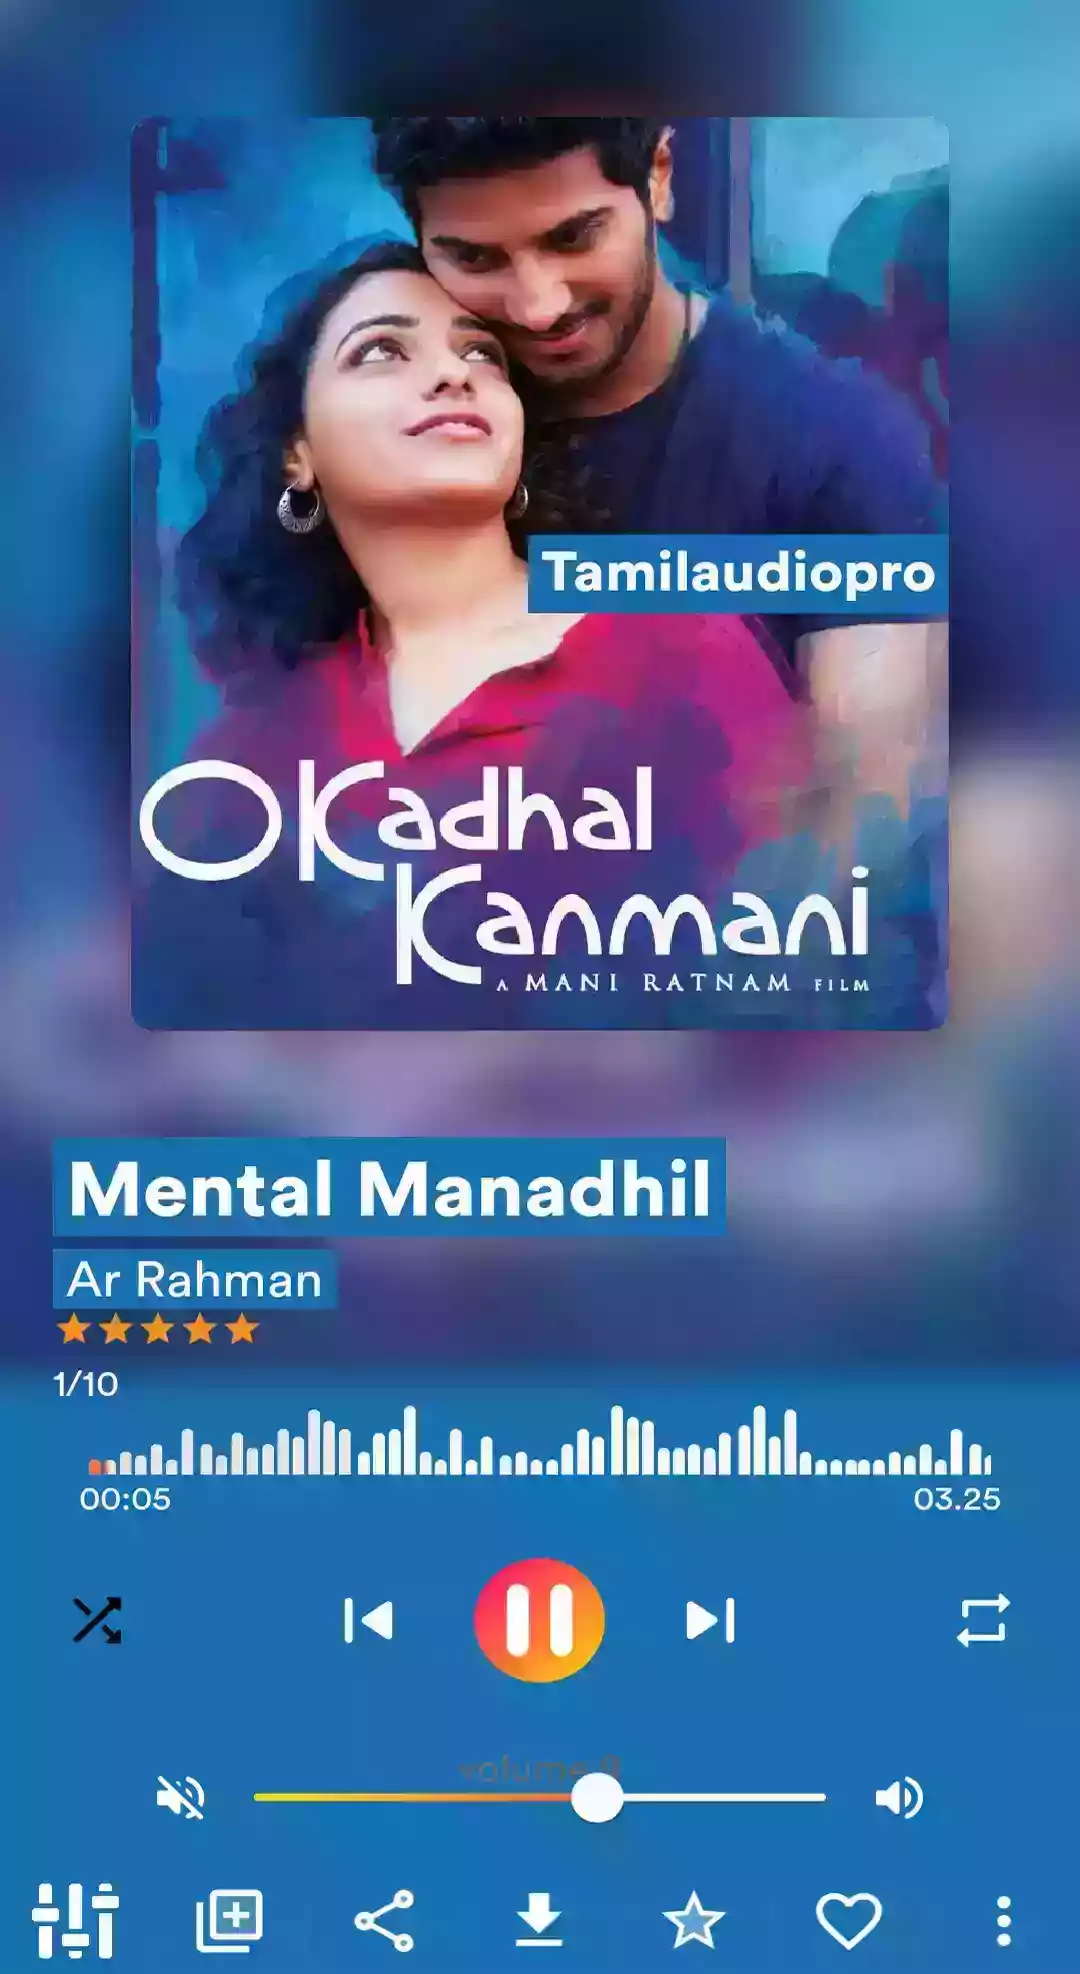 Tamilaudiopro
O Kadhal
Kanmani
A MANI RATNAM FILM
Mental Manadhil
Ar Rahman
1/10
00:05
03.25